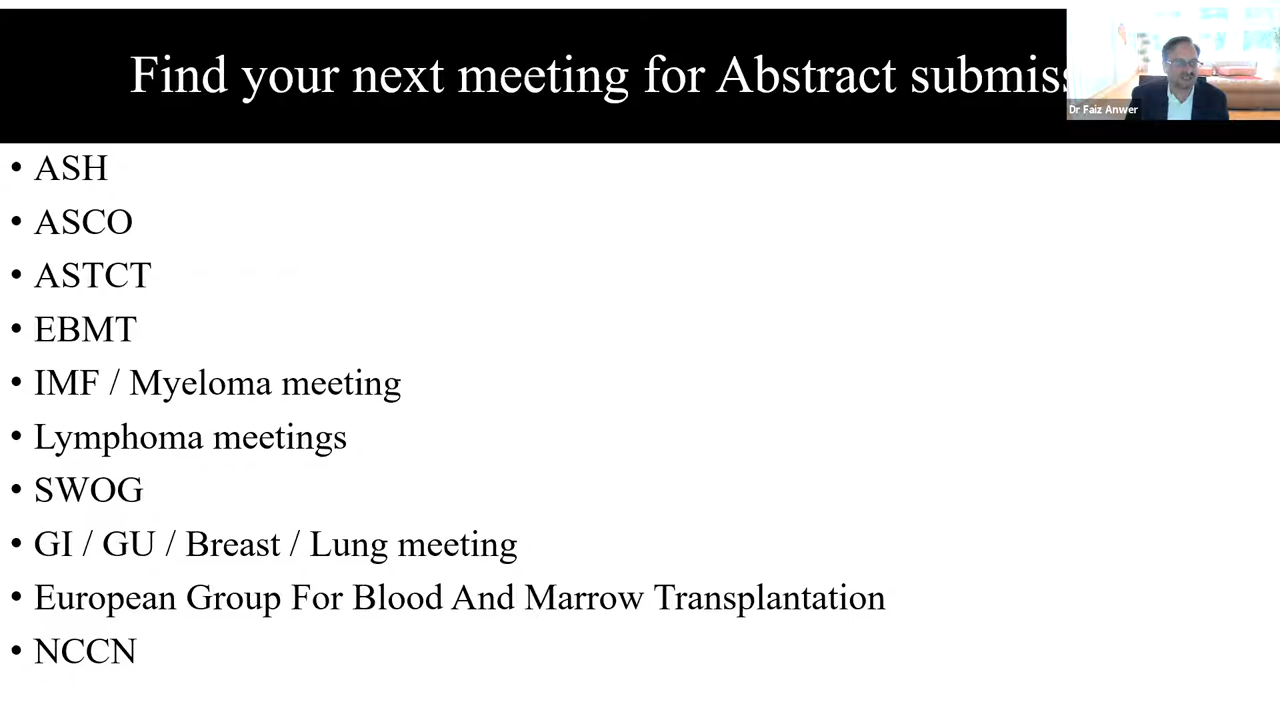 Find your next meeting for Abstract submiss
Dr Faiz Anwer
• ASH
• ASCO
• ASTCT
• EBMT
• IMF / Myeloma meeting
• Lymphoma meetings
• SWOG
• GI / GU / Breast / Lung meeting
• European Group For Blood And Marrow Transplantation
• NCCN